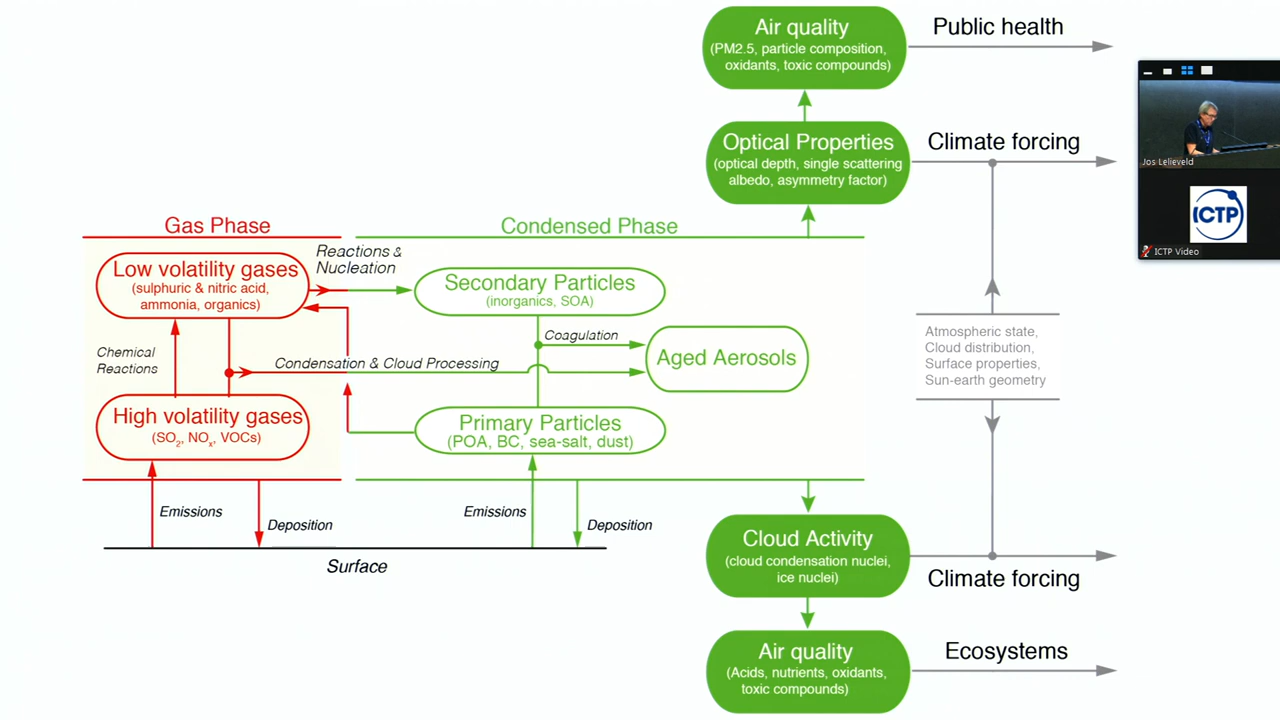 Air quality
(PM2.5, particle composition,
oxidants, toxic compounds)
Public health
Optical Properties
(optical depth, single scattering
albedo, asymmetry factor)
Climate forcing
Jos Lelieveld
ICTP
ICTP Video
Gas Phase
Condensed Phase
Reactions &
Nucleation
Low volatility gases
(sulphuric & nitric acid,
ammonia, organics)
Secondary Particles
(inorganics, SOA)
Coagulation
Chemical
Reactions
Condensation & Cloud Processing
Aged Aerosols
Atmospheric state,
Cloud distribution,
Surface properties,
Sun-earth geometry
High volatility gases
(SO2, NOx, VOCs)
Primary Particles
(POA, BC, sea-salt, dust)
Emissions
Deposition
Emissions
Deposition
Surface
Cloud Activity
(cloud condensation nuclei,
ice nuclei)
Climate forcing
Air quality
(Acids, nutrients, oxidants,
toxic compounds)
Ecosystems